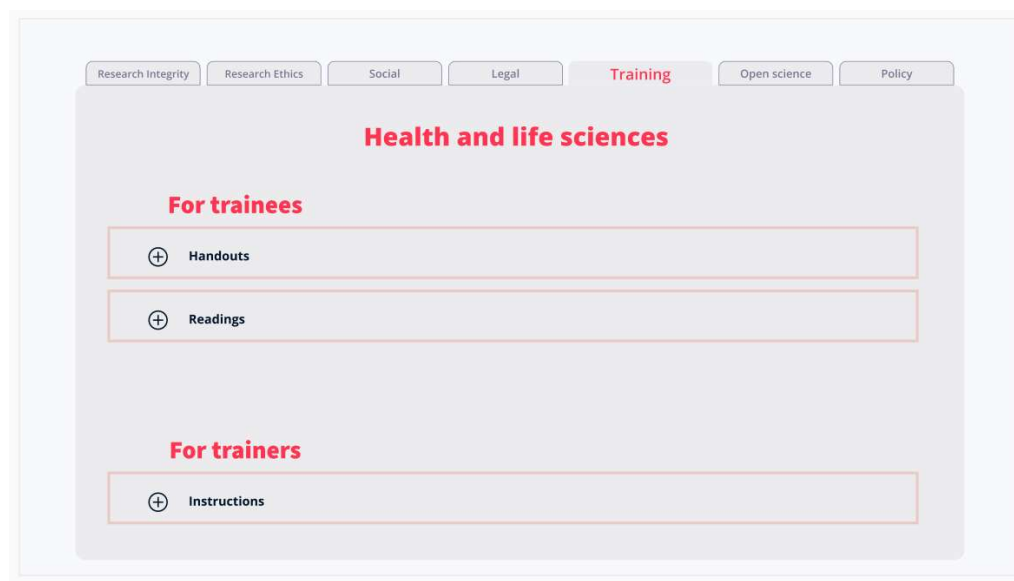 Research Integrity Research Ethics Social Legal Training Open science Policy
Health and life sciences
For trainees
Handouts
Readings
For trainers
Instructions